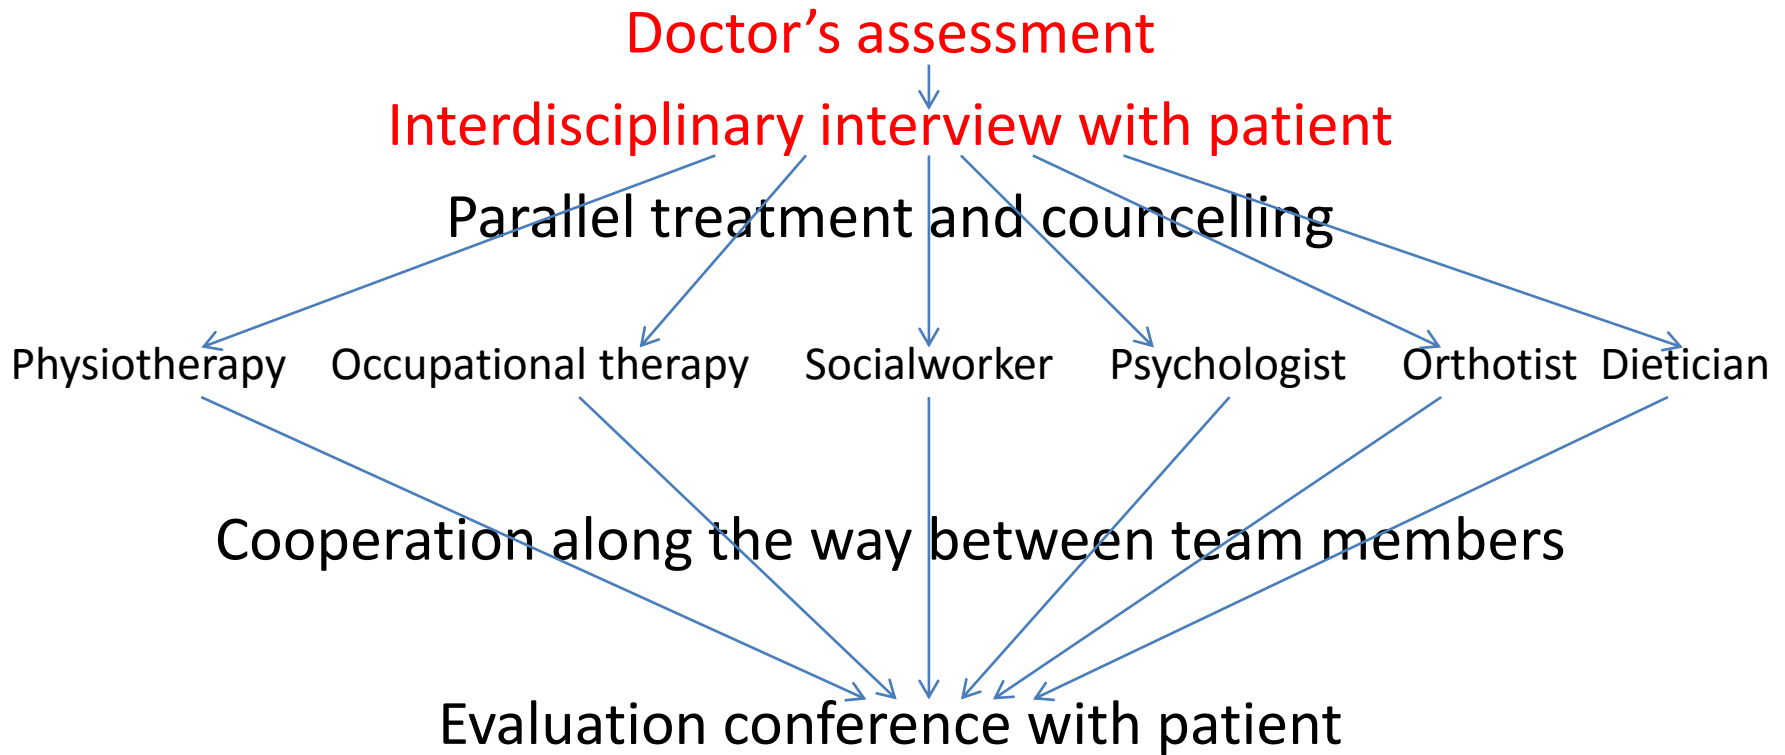 Doctor’s assessment
Interdisciplinary interview with patient
Parallel treatment and councelling
Physiotherapy Occupational therapy Socialworker Psychologist Orthotist Dietician
Cooperation along the way between team members
Evaluation conference with patient